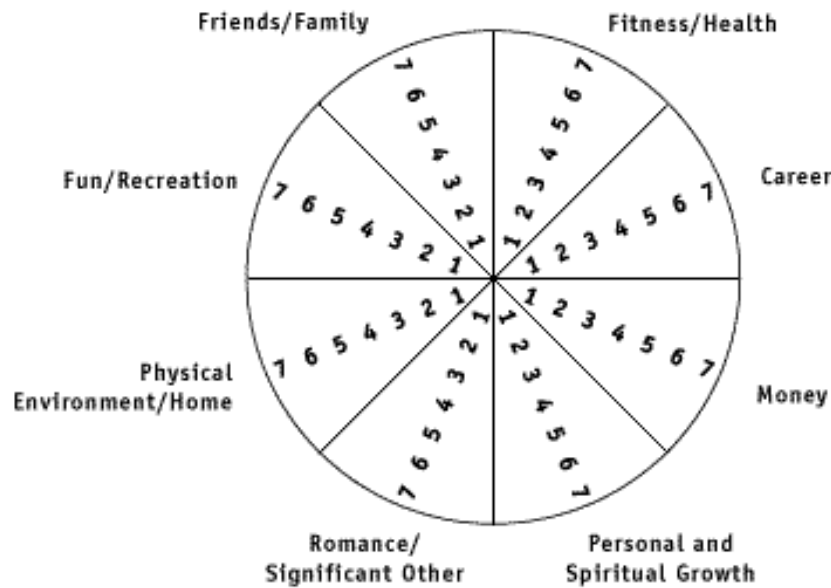 Friends/Family
Fitness/Health
7 6 5 4 3 2 1
1 2 3 4 5 6 7
Fun/Recreation
7 6 5 4 3 2 1
1 2 3 4 5 6 7
Career
Physical
Environment/Home
7 6 5 4 3 2 1
1 2 3 4 5 6 7
Money
1 2 3 4 5 6 7
1 2 3 4 5 6 7
Romance/
Significant Other
Personal and
Spiritual Growth